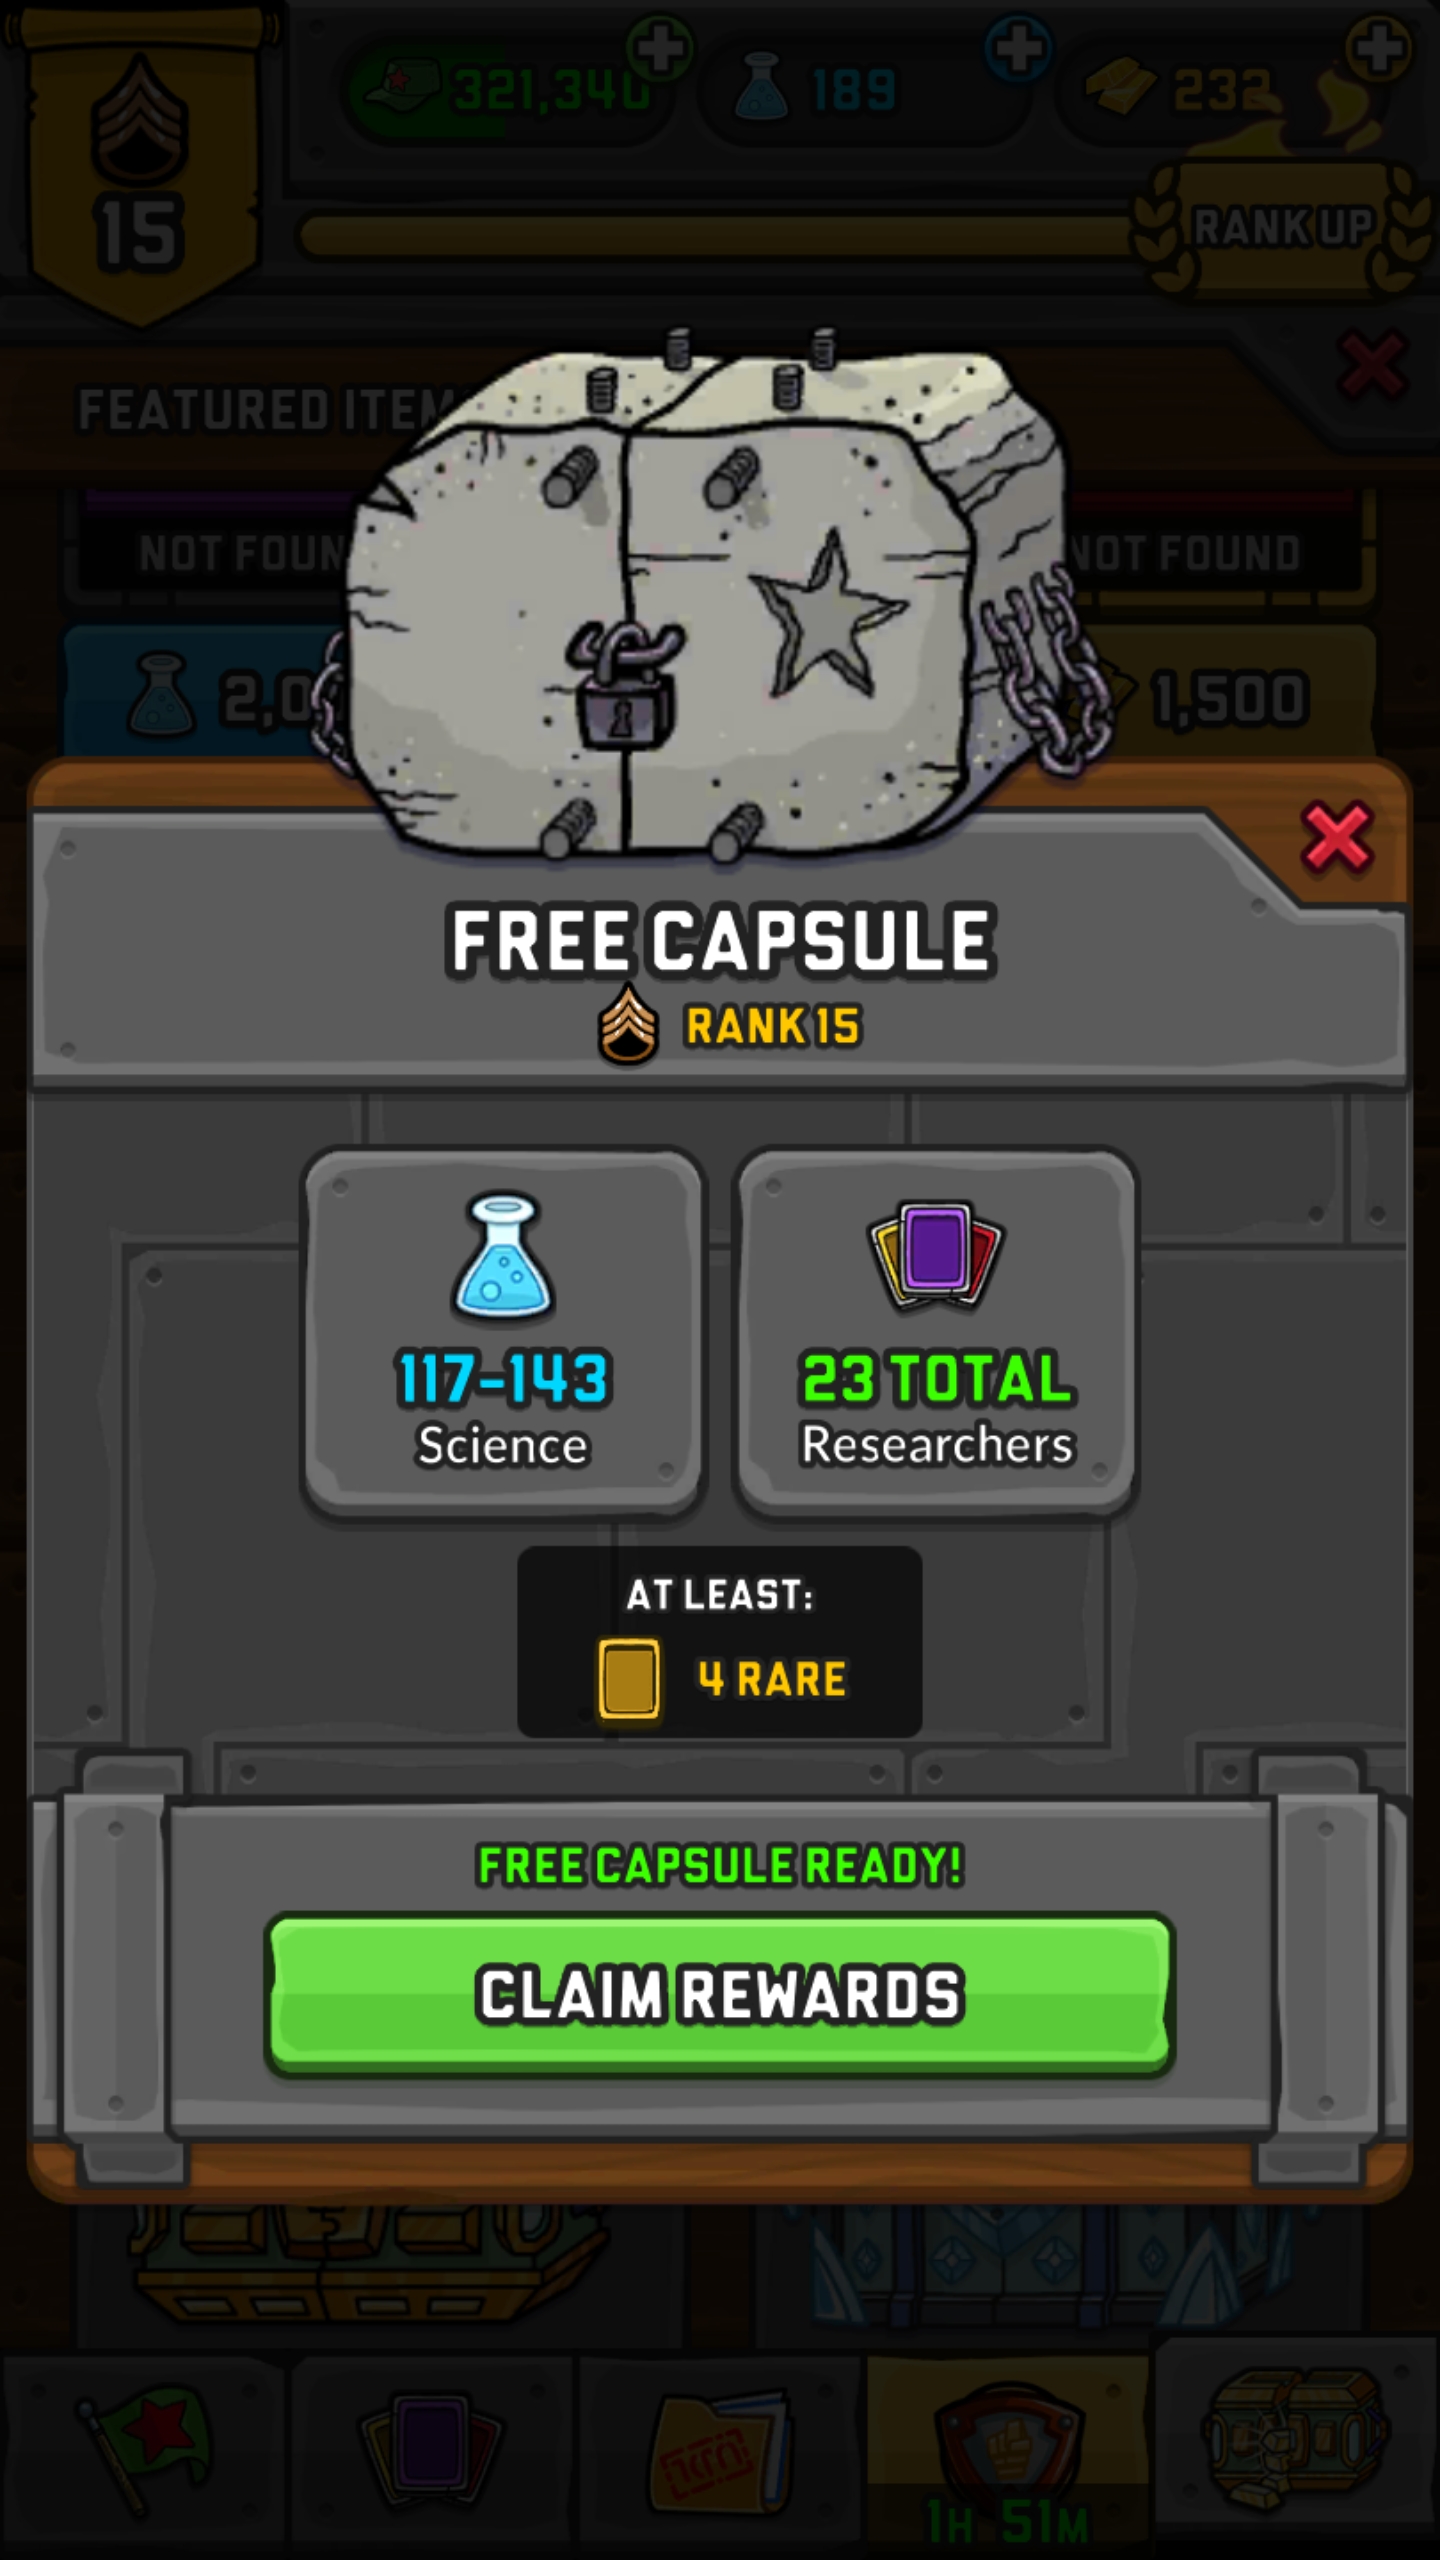 321,340
189
232
15
RANK UP
FEATURED ITEM
NOT FOUN
NOT FOUND
2,0
1,500
FREE CAPSULE
RANK 15
117-143
Science
23 TOTAL
Researchers
AT LEAST:
4 RARE
FREE CAPSULE READY!
CLAIM REWARDS
1H 51M